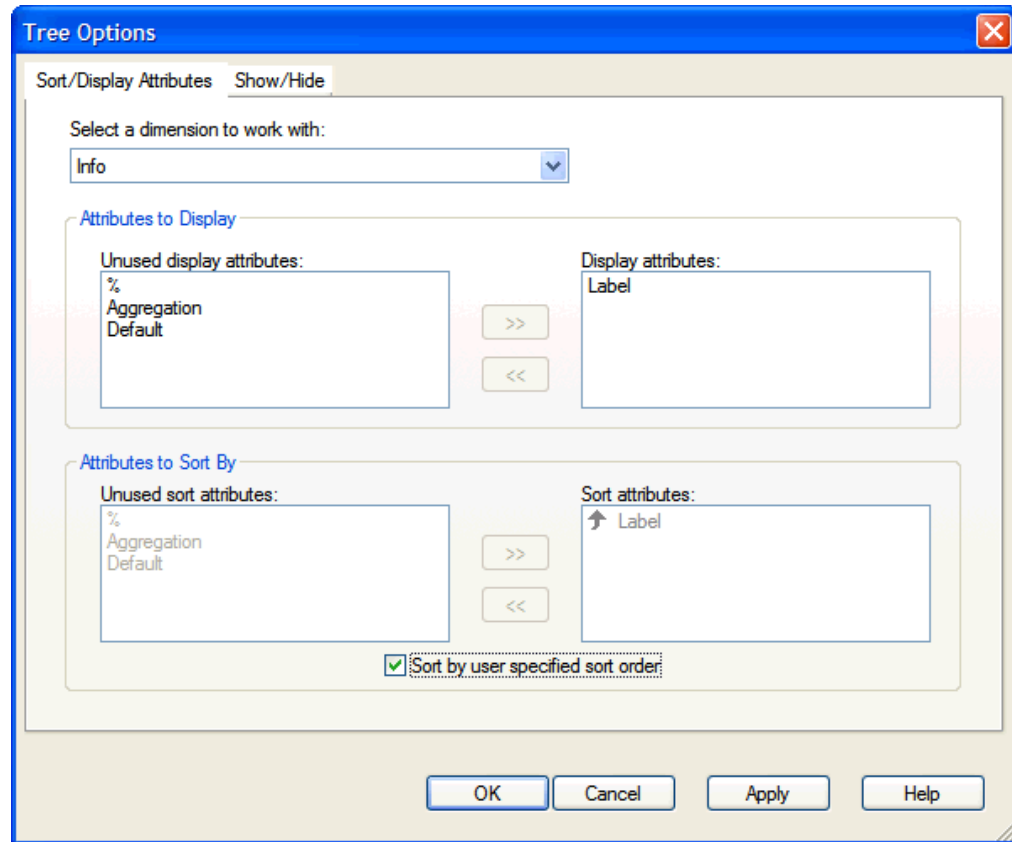 Tree Options
Sort/Display Attributes Show/Hide
Select a dimension to work with:
Info
Attributes to Display
Unused display attributes:
%
Aggregation
Default
>>
<<
Display attributes:
Label
Attributes to Sort By
Unused sort attributes:
%
Aggregation
Default
>>
<<
Sort attributes:
Label
Sort by user specified sort order
OK Cancel Apply Help